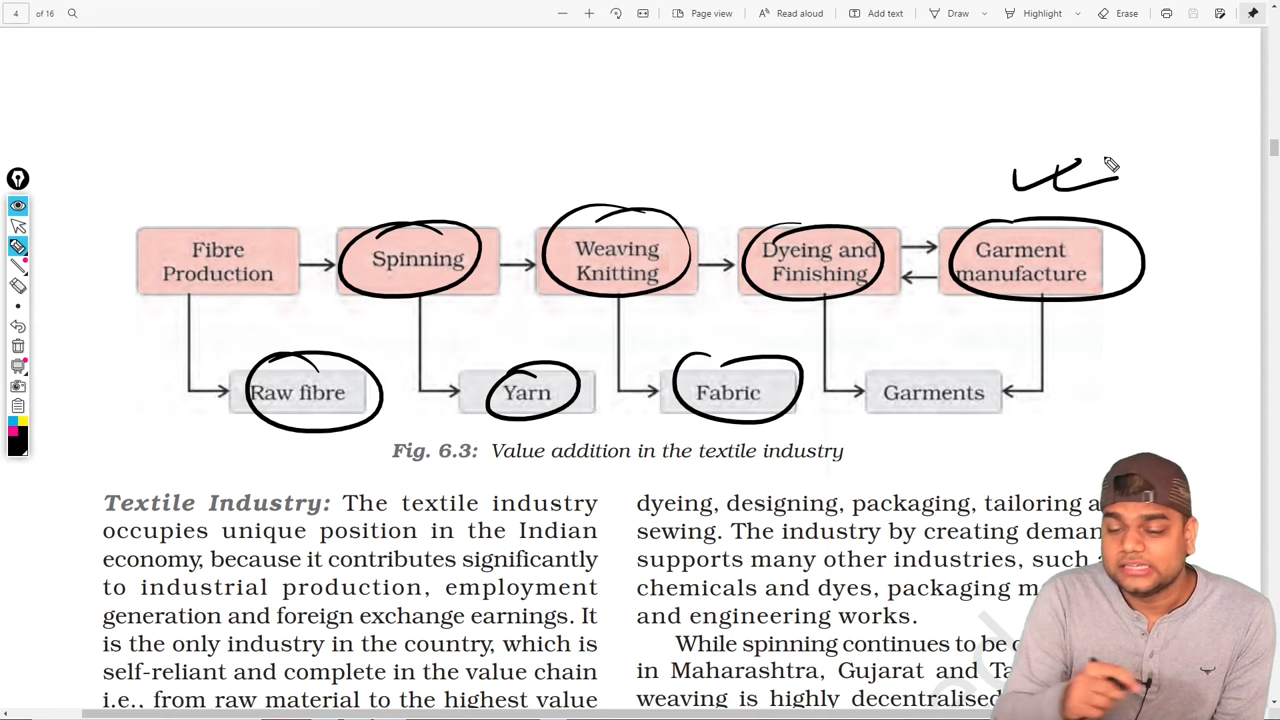 4 of 16 Page view Read aloud Add text Draw Highlight Erase
Fibre Production
Spinning
Weaving Knitting
Dyeing and Finishing
Garment manufacture
Raw fibre
Yarn
Fabric
Garments
Fig. 6.3: Value addition in the textile industry
Textile Industry: The textile industry
occupies unique position in the Indian
economy, because it contributes significantly
to industrial production, employment
generation and foreign exchange earnings. It
is the only industry in the country, which is
self-reliant and complete in the value chain
i.e., from raw material to the highest value
dyeing, designing, packaging, tailoring
sewing. The industry by creating
supports many other industries, such
chemicals and dyes, packaging
and engineering works.
While spinning continues to be
in Maharashtra, Gujarat and
weaving is highly decentralised